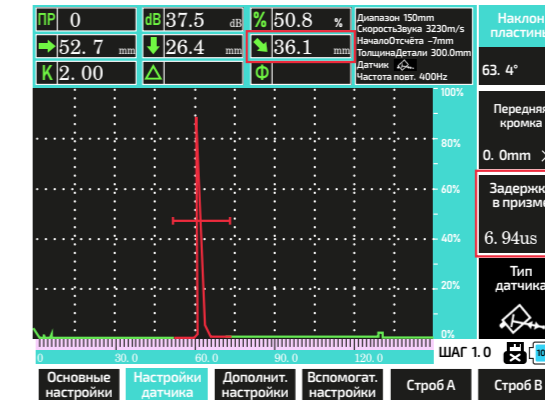 ПР 0 dB 37.5 dB % 50.8 %
52. 7 mm 26.4 mm 36.1 mm
K 2. 00 Ф
Диапазон 150mm
СкоростьЗвука 3230m/s
НачалоОтсчёта -7mm
ТолщинаДетали 300.0mm
Датчик
Частота повт. 400Hz
Наклон
пластины
63. 4°
Передняя
кромка
0. 0mm
Задержка
в призме
6. 94us
Тип
датчика
100%
80%
60%
40%
20%
0%
0 30. 0 60. 0 90. 0 120. 0
ШАГ 1. 0
10
Основные
настройки
Настройки
датчика
Дополнит.
настройки
Вспомогат.
настройки
Строб A
Строб B